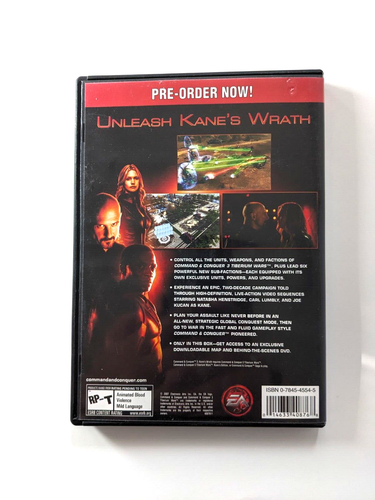 PRE-ORDER NOW!
UNLEASH KANE'S WRATH
• CONTROL ALL THE UNITS, WEAPONS, AND FACTIONS OF
COMMAND & CONQUER 3 TIBERIUM WARS™, PLUS LEAD SIX
POWERFUL NEW SUB-FACTIONS—EACH EQUIPPED WITH ITS
OWN EXCLUSIVE UNITS, POWERS, AND UPGRADES.
• EXPERIENCE AN EPIC, TWO-DECADE CAMPAIGN TOLD
THROUGH HIGH-DEFINITION, LIVE-ACTION VIDEO SEQUENCES
STARRING NATASHA HENSTRIDGE, CARL LUMBLY, AND JOE
KUCAN AS KANE.
• PLAN YOUR ASSAULT LIKE NEVER BEFORE IN AN
ALL-NEW, STRATEGIC GLOBAL CONQUEST MODE, THEN
GO TO WAR IN THE FAST AND FLUID GAMEPLAY STYLE
COMMAND & CONQUER™ PIONEERED.
• ONLY IN THIS BOX—GET ACCESS TO AN EXCLUSIVE
DOWNLOADABLE MAP AND BEHIND-THE-SCENES DVD.
commandandconquer.com
RP-T
Animated Blood
Violence
Mild Language
ESRB CONTENT RATING
www.esrb.org
EA
ISBN 0-7845-4554-5